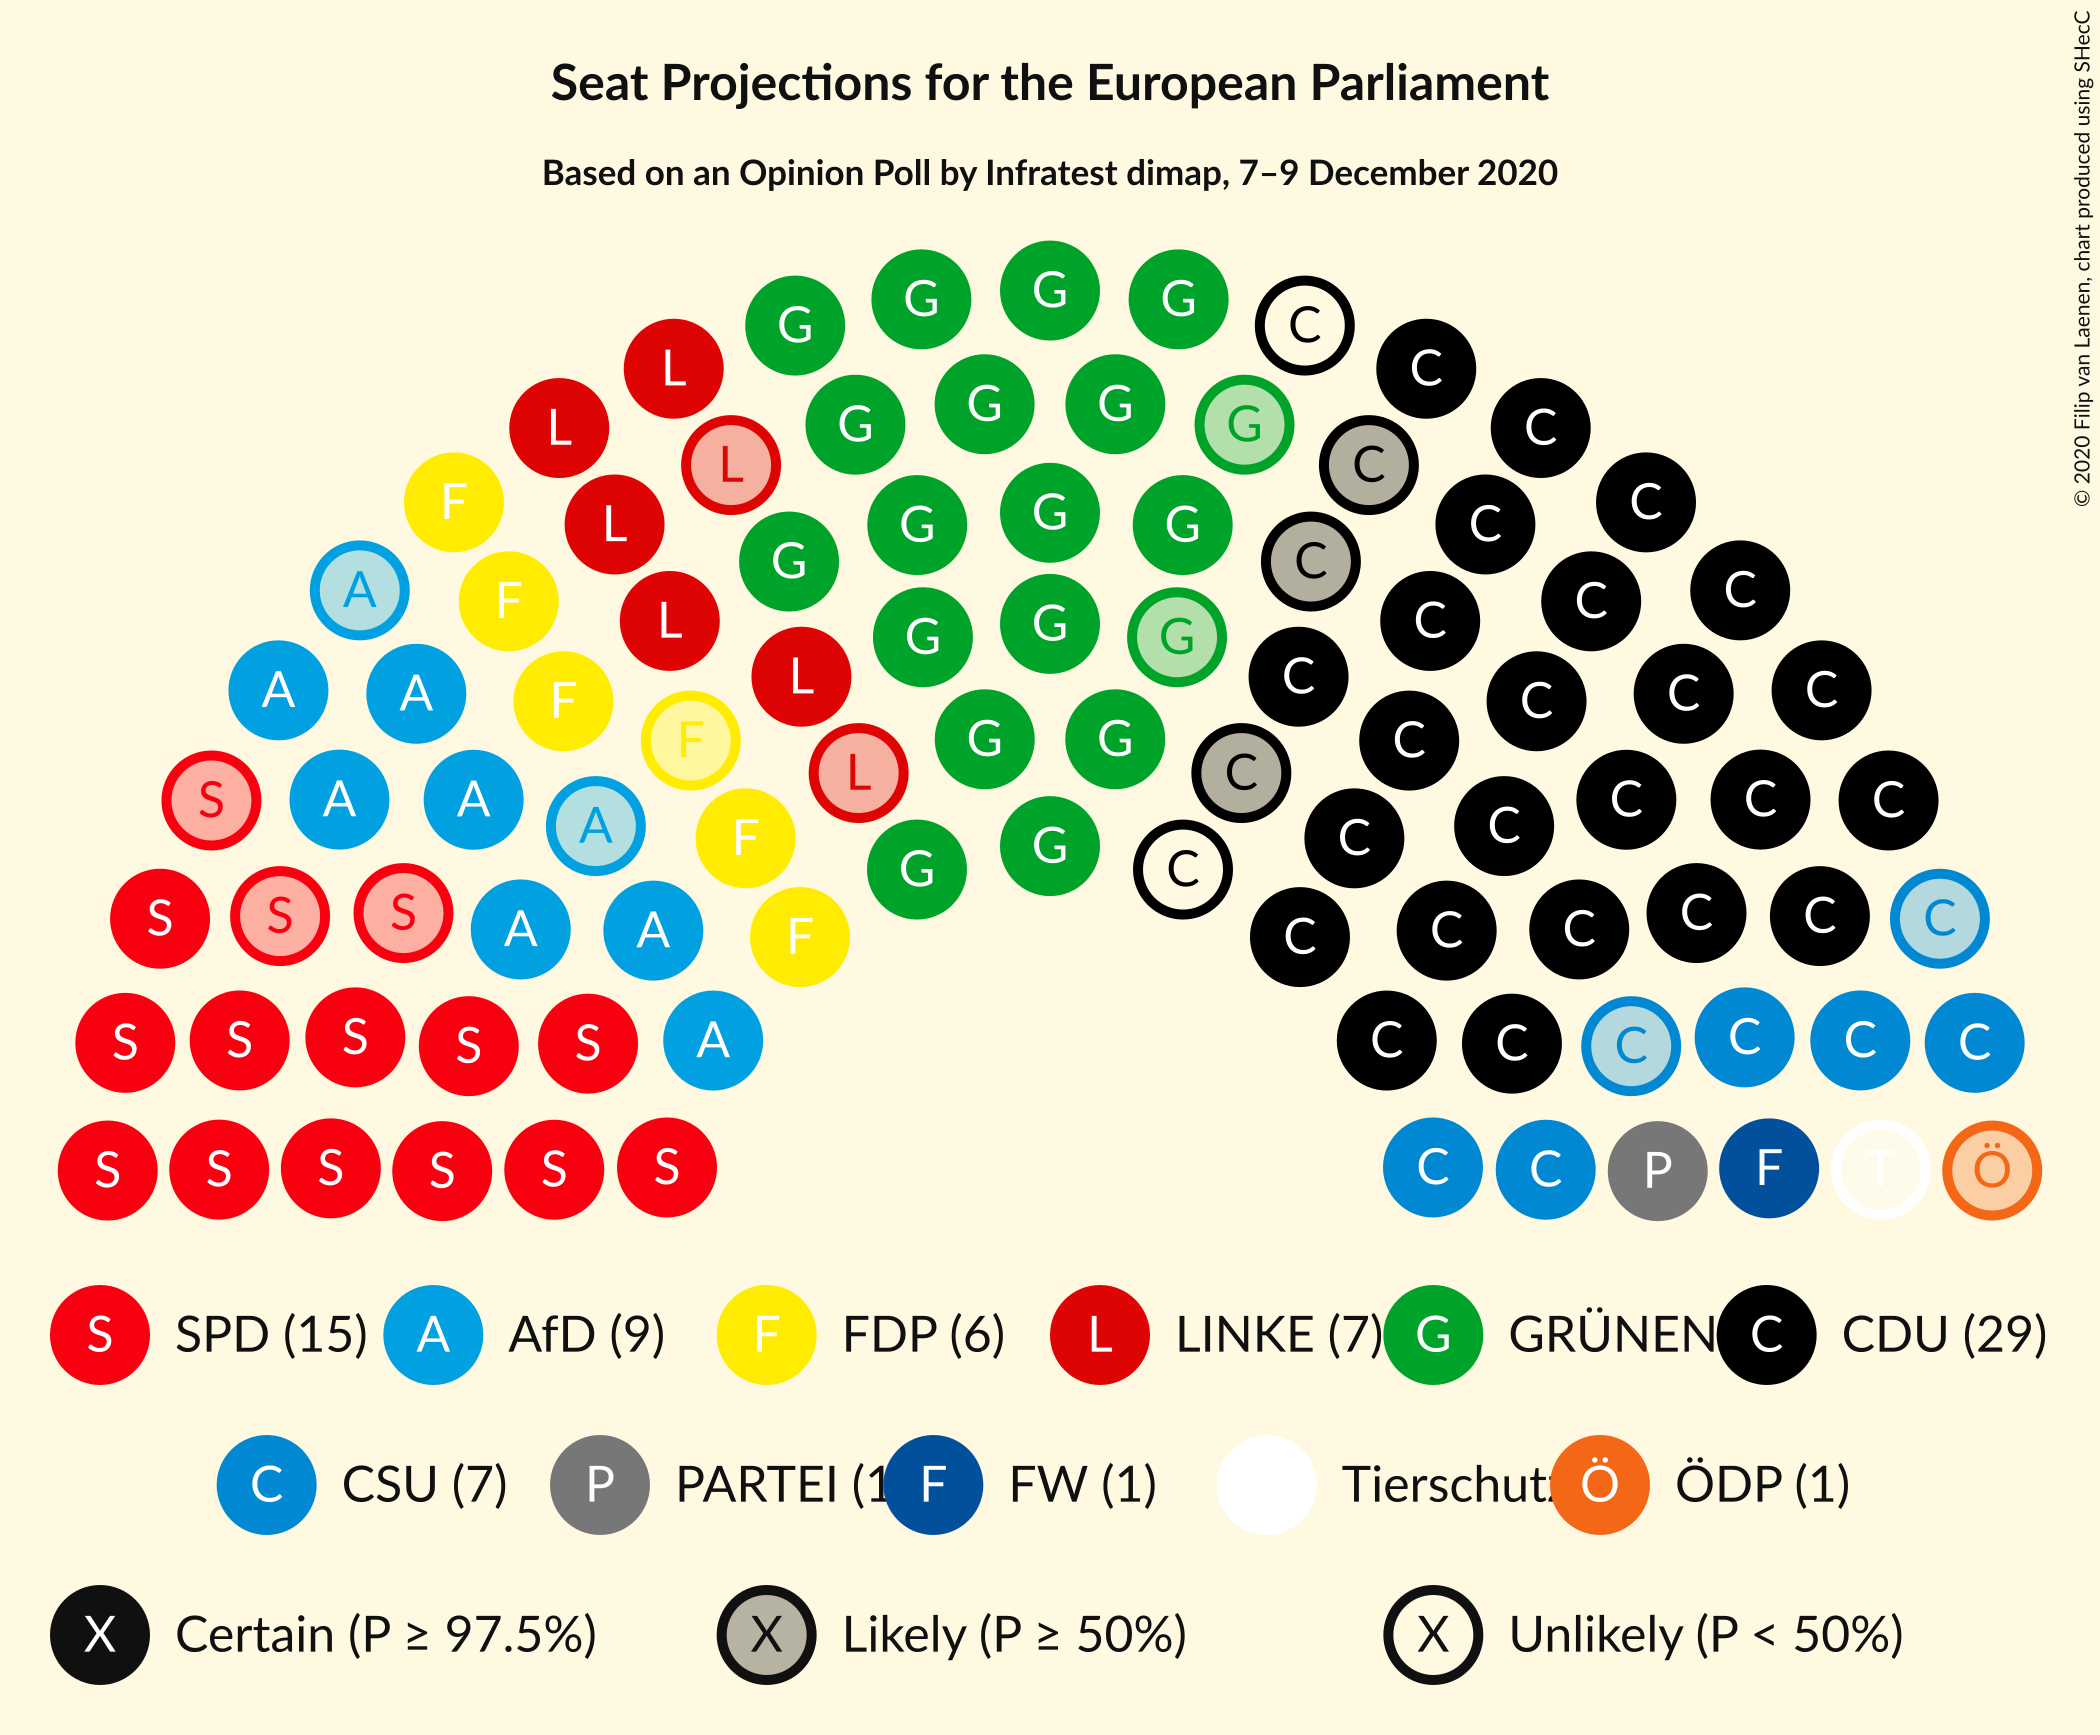 Seat Projections for the European Parliament
Based on an Opinion Poll by Infratest dimap, 7–9 December 2020
© 2020 Filip van Laenen, chart produced using SHecC
G G G G G C
L G G G G C
L L G G G G C C C
F L G G C C C
A F L G G G C C C
A A F L G G C C C C
F C
S A A A F L C C C C C C
G G C
S S S A A F C C C C C C
S S S S S A C C C C C C
S S S S S S C C P F T Ö
S SPD (15) A AfD (9) F FDP (6) L LINKE (7) G GRÜNEN C CDU (29)
C CSU (7) P PARTEI (1 F FW (1) Tierschutz Ö ÖDP (1)
X Certain (P ≥ 97.5%) X Likely (P ≥ 50%) X Unlikely (P < 50%)